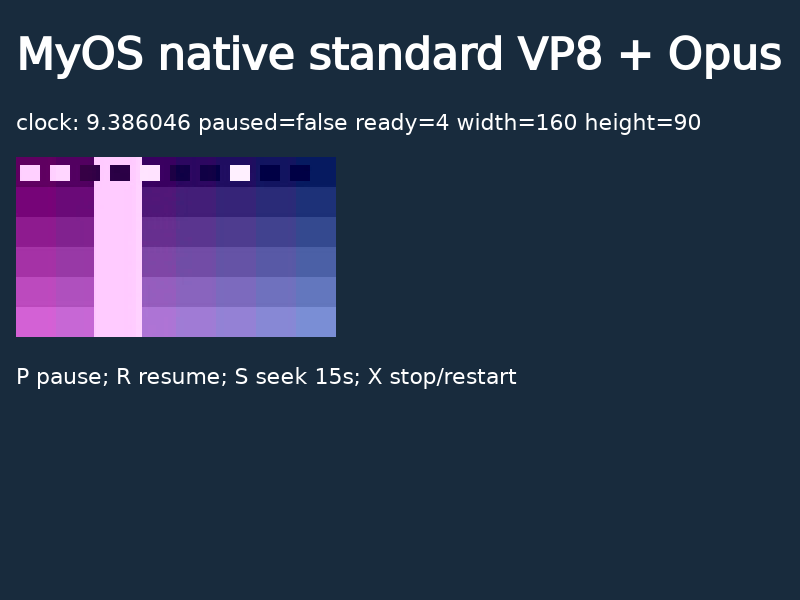 MyOS native standard VP8 + Opus
clock: 9.386046 paused=false ready=4 width=160 height=90
P pause; R resume; S seek 15s; X stop/restart